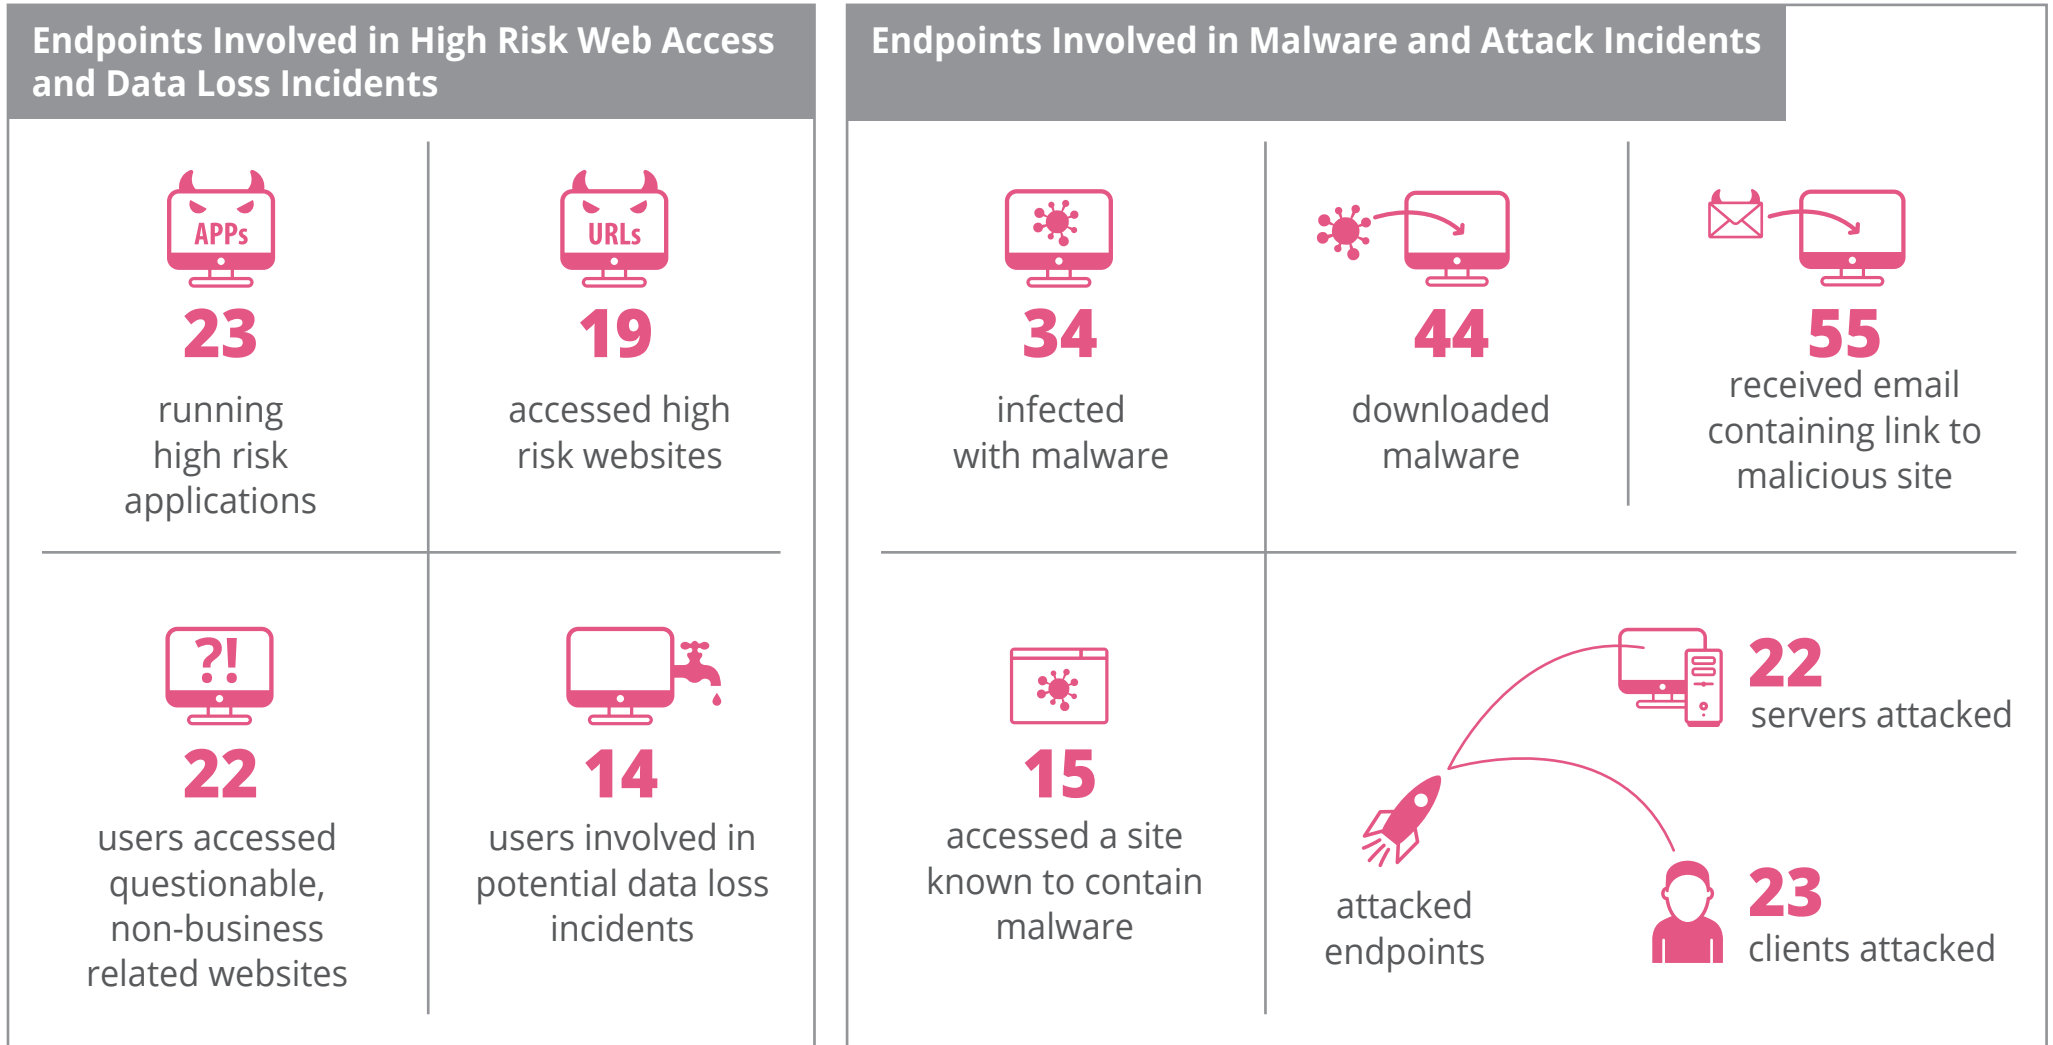 Endpoints Involved in High Risk Web Access
and Data Loss Incidents
APPs
23
running
high risk
applications
URLs
19
accessed high
risk websites
?!
22
users accessed
questionable,
non-business
related websites
14
users involved in
potential data loss
incidents
Endpoints Involved in Malware and Attack Incidents
34
infected
with malware
44
downloaded
malware
55
received email
containing link to
malicious site
15
accessed a site
known to contain
malware
attacked
endpoints
22
servers attacked
23
clients attacked